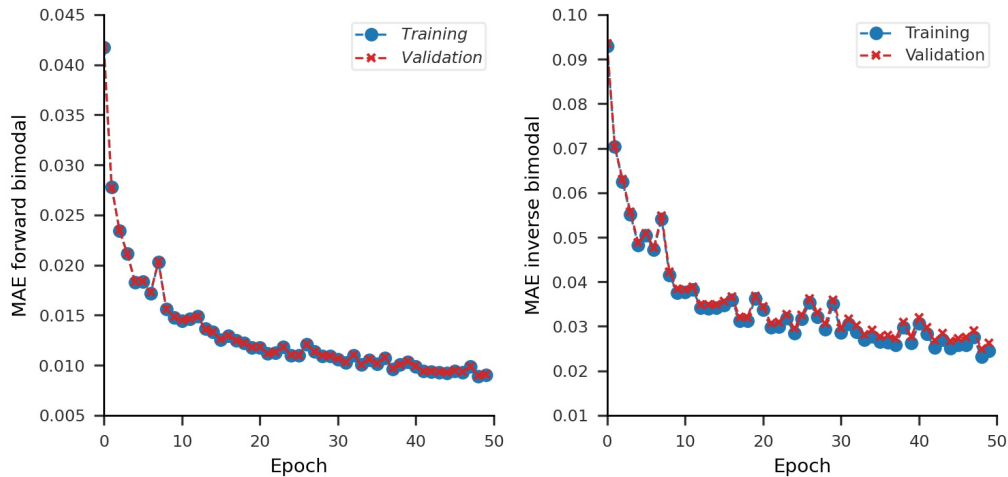 0.045
0.040
0.035
0.030
0.025
0.020
0.015
0.010
0.005
MAE forward bimodal
0 10 20 30 40 50
Epoch
Training
Validation
0.10
0.09
0.08
0.07
0.06
0.05
0.04
0.03
0.02
0.01
MAE inverse bimodal
0 10 20 30 40 50
Epoch
Training
Validation